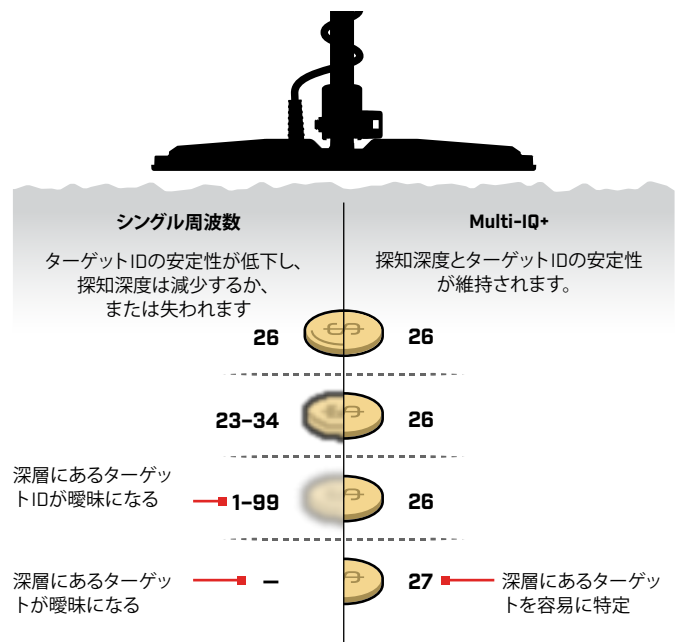 シングル周波数
ターゲットIDの安定性が低下し、
探知深度は減少するか、
または失われます
Multi-IQ+
探知深度とターゲットIDの安定性
が維持されます。
26
26
23–34
26
深層にあるターゲッ
トIDが曖昧になる
1–99
26
深層にあるターゲッ
トが曖昧になる
–
27
深層にあるターゲッ
トを容易に特定